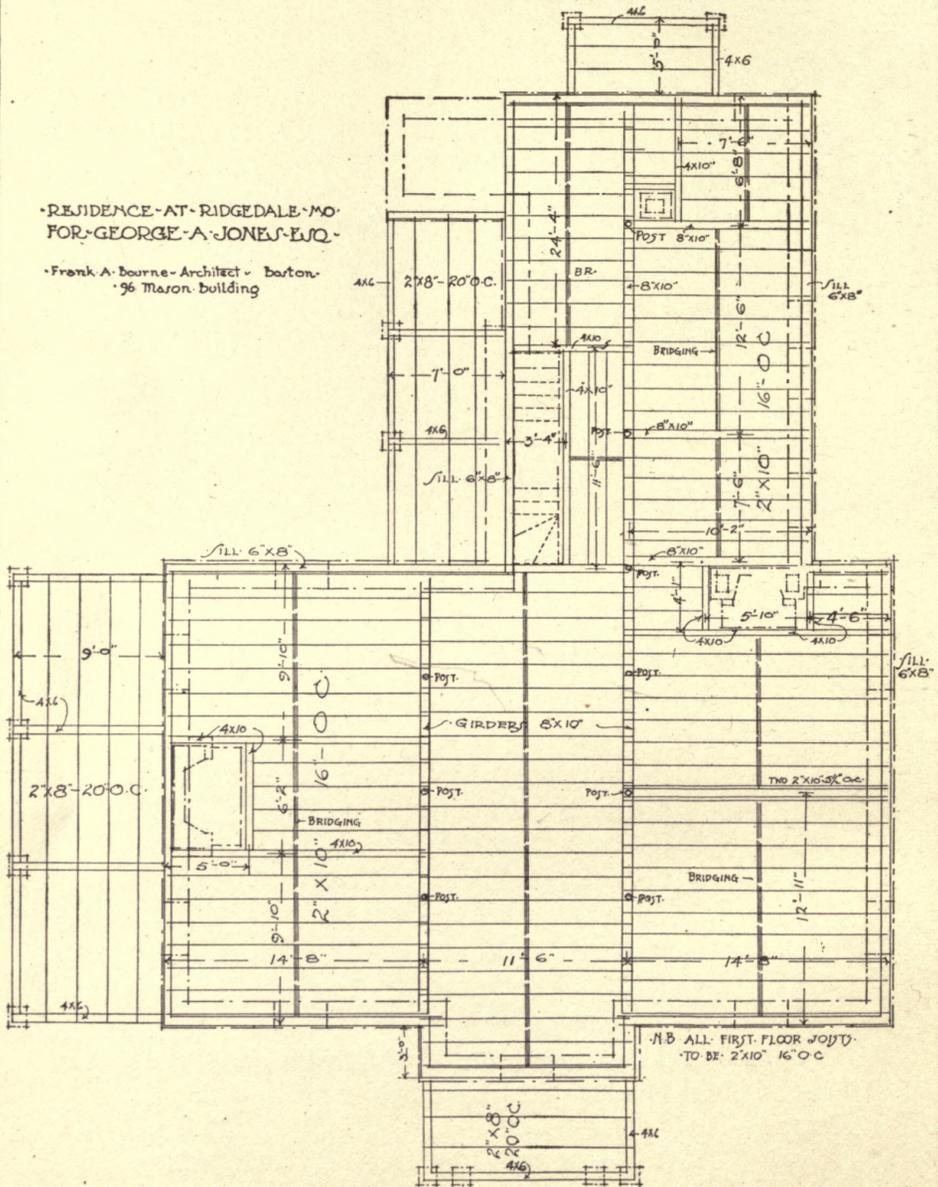 4X6
5'-0"
4X6
7'-0"
4X10"
6'-8"
·RESIDENCE-AT-RIDGEDALE-MO·
FOR-GEORGE-A-JONES-ESQ-
·Frank·A·Bourne-Architect- Boston·
·96 Mason Building
24'-4"
POST 8"X10"
4X6
2"X8"-20"O.C.
BR.
8"X10"
SILL
6"X8"
12'-6"
BRIDGING
4X10
7'-0"
4"X10"
16" O C
2"X10"
4X6
3'-4"
POST.
8"X10"
SILL 6"X8"
11'-6"
7'-6"
10'-2"
SILL 6"X8"
8"X10"
POST.
4'-1"
5'-10"
4'-6"
4X10
4X10
9'-0"
9'-10"
SILL
6"X8"
4X6
POST.
POST.
16" O C
2" X 10"
GIRDERS 8"X10"
4X10
2"X8"-20"O.C.
6'-2"
TWO 2"X10"
POST.
POST.
BRIDGING
4X10
5'-0"
BRIDGING
12'-11"
POST.
POST.
9'-10"
14'-8"
11'-6"
14'-8"
4X6
3'-0"
·N.B ALL FIRST FLOOR JOISTS·
·TO BE· 2"X10" 16"O C
2"X8"
20"O.C.
4X6
4X6